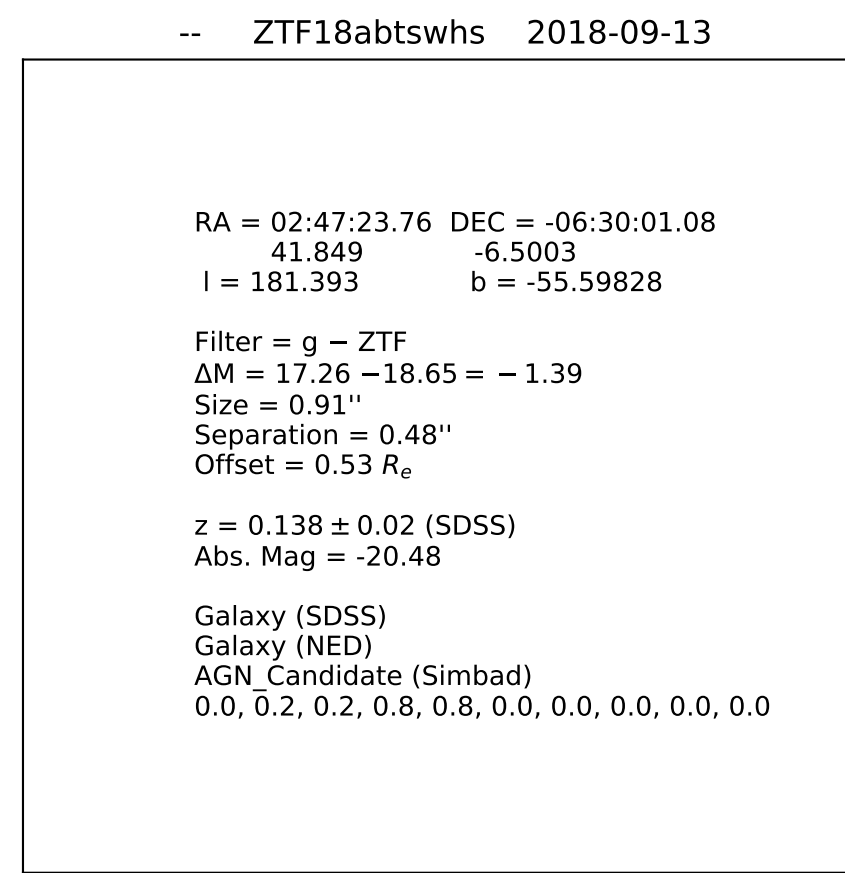 -- ZTF18abtswhs 2018-09-13
RA = 02:47:23.76 DEC = -06:30:01.08
41.849 -6.5003
l = 181.393 b = -55.59828
Filter = g − ZTF
ΔM = 17.26 −18.65 = − 1.39
Size = 0.91''
Separation = 0.48''
Offset = 0.53 Re
z = 0.138 ± 0.02 (SDSS)
Abs. Mag = -20.48
Galaxy (SDSS)
Galaxy (NED)
AGN_Candidate (Simbad)
0.0, 0.2, 0.2, 0.8, 0.8, 0.0, 0.0, 0.0, 0.0, 0.0